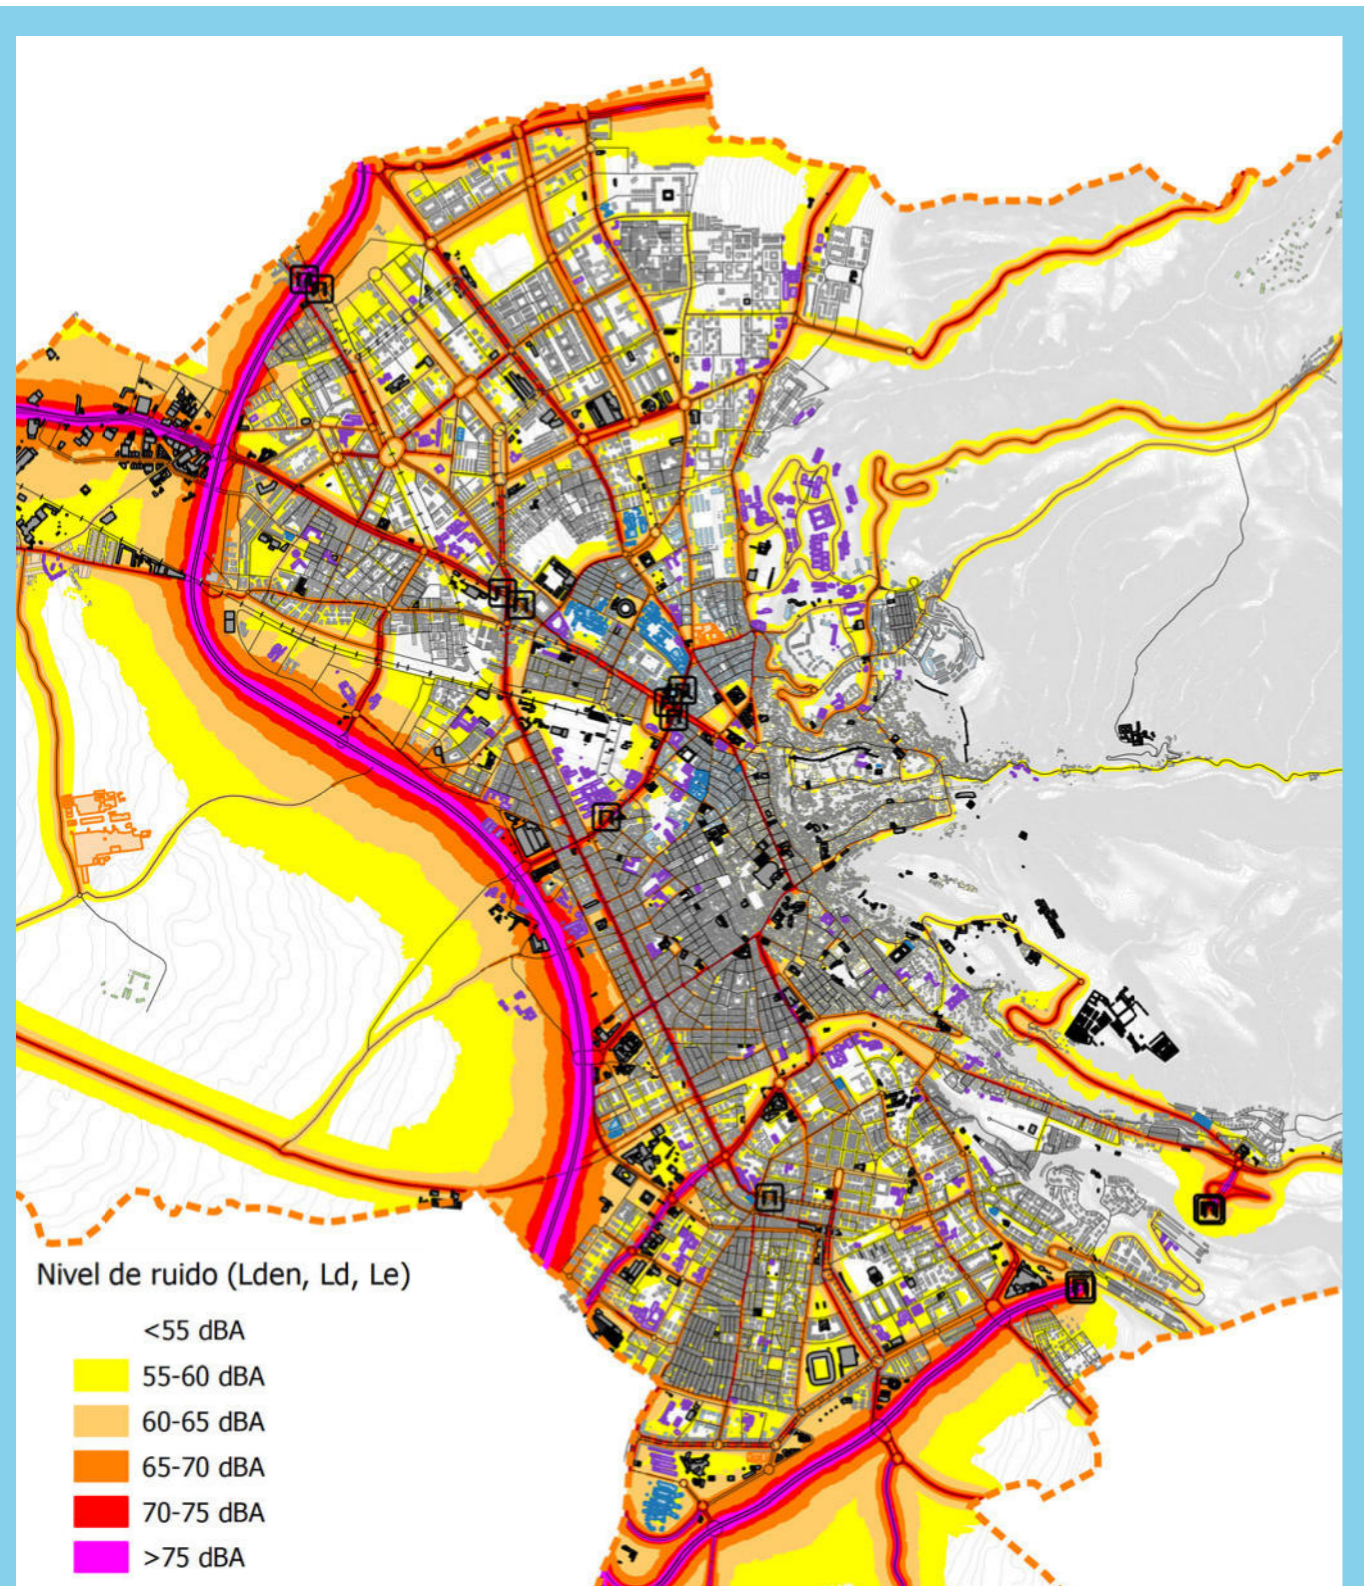 Nivel de ruido (Lden, Ld, Le)
<55 dBA
55-60 dBA
60-65 dBA
65-70 dBA
70-75 dBA
>75 dBA